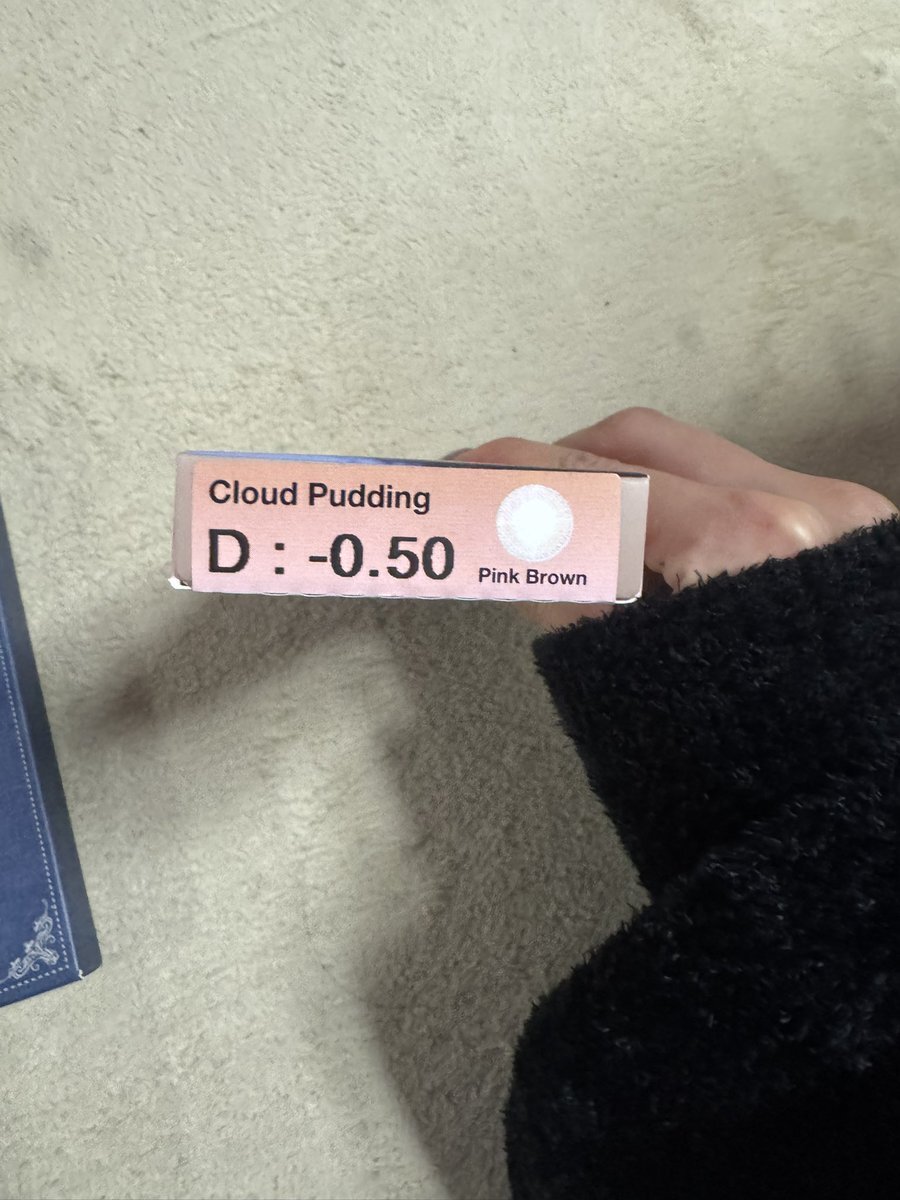 Cloud Pudding
D : -0.50
Pink Brown